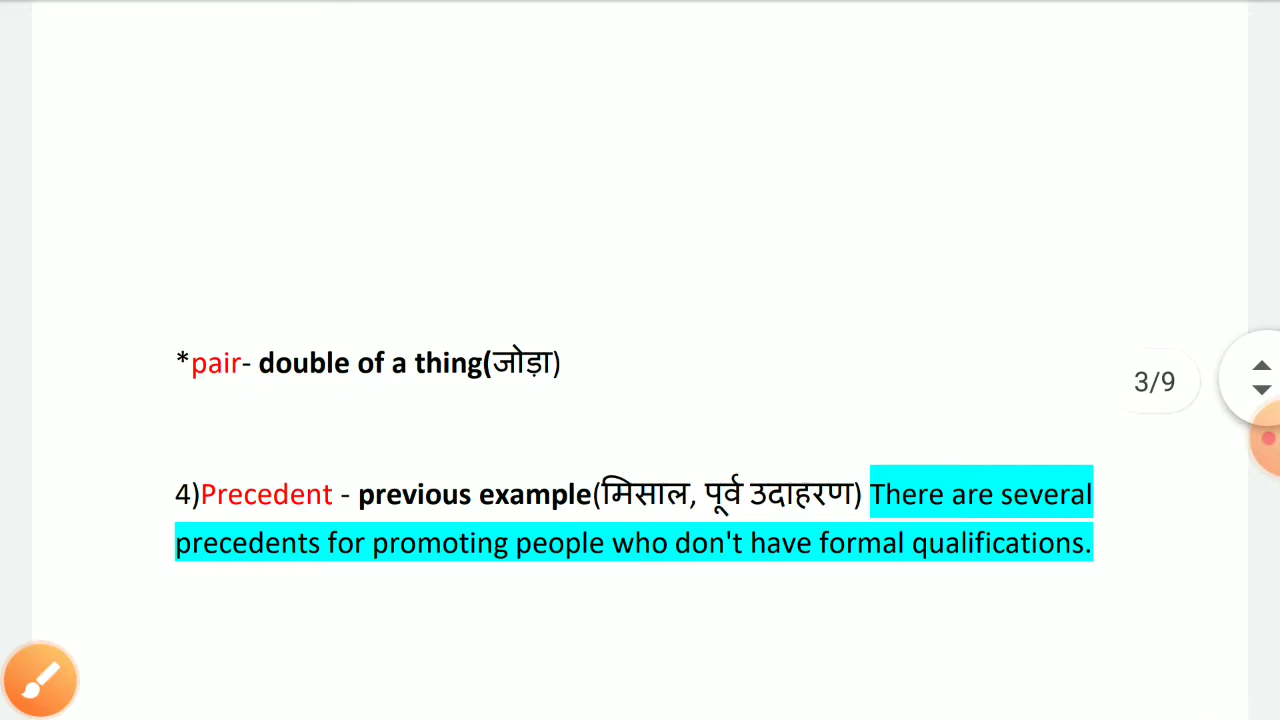 *pair- double of a thing(जोड़ा)
3/9
4)Precedent - previous example(मिसाल, पूर्व उदाहरण) There are several
precedents for promoting people who don't have formal qualifications.